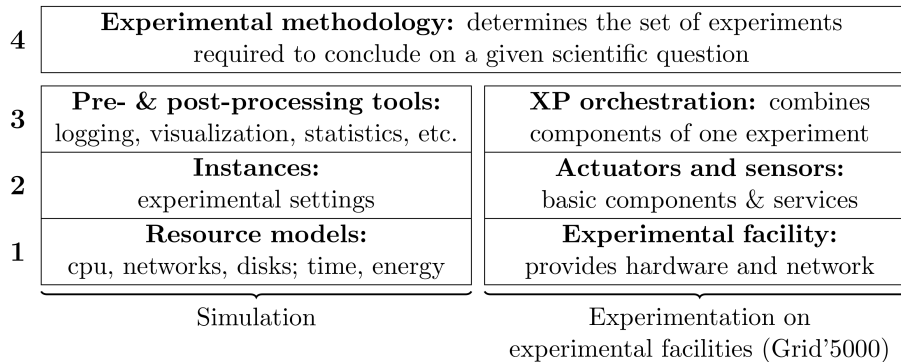 4
Experimental methodology: determines the set of experiments
required to conclude on a given scientific question
3
Pre- & post-processing tools:
logging, visualization, statistics, etc.
XP orchestration: combines
components of one experiment
2
Instances:
experimental settings
Actuators and sensors:
basic components & services
1
Resource models:
cpu, networks, disks; time, energy
Experimental facility:
provides hardware and network
Simulation
Experimentation on
experimental facilities (Grid'5000)